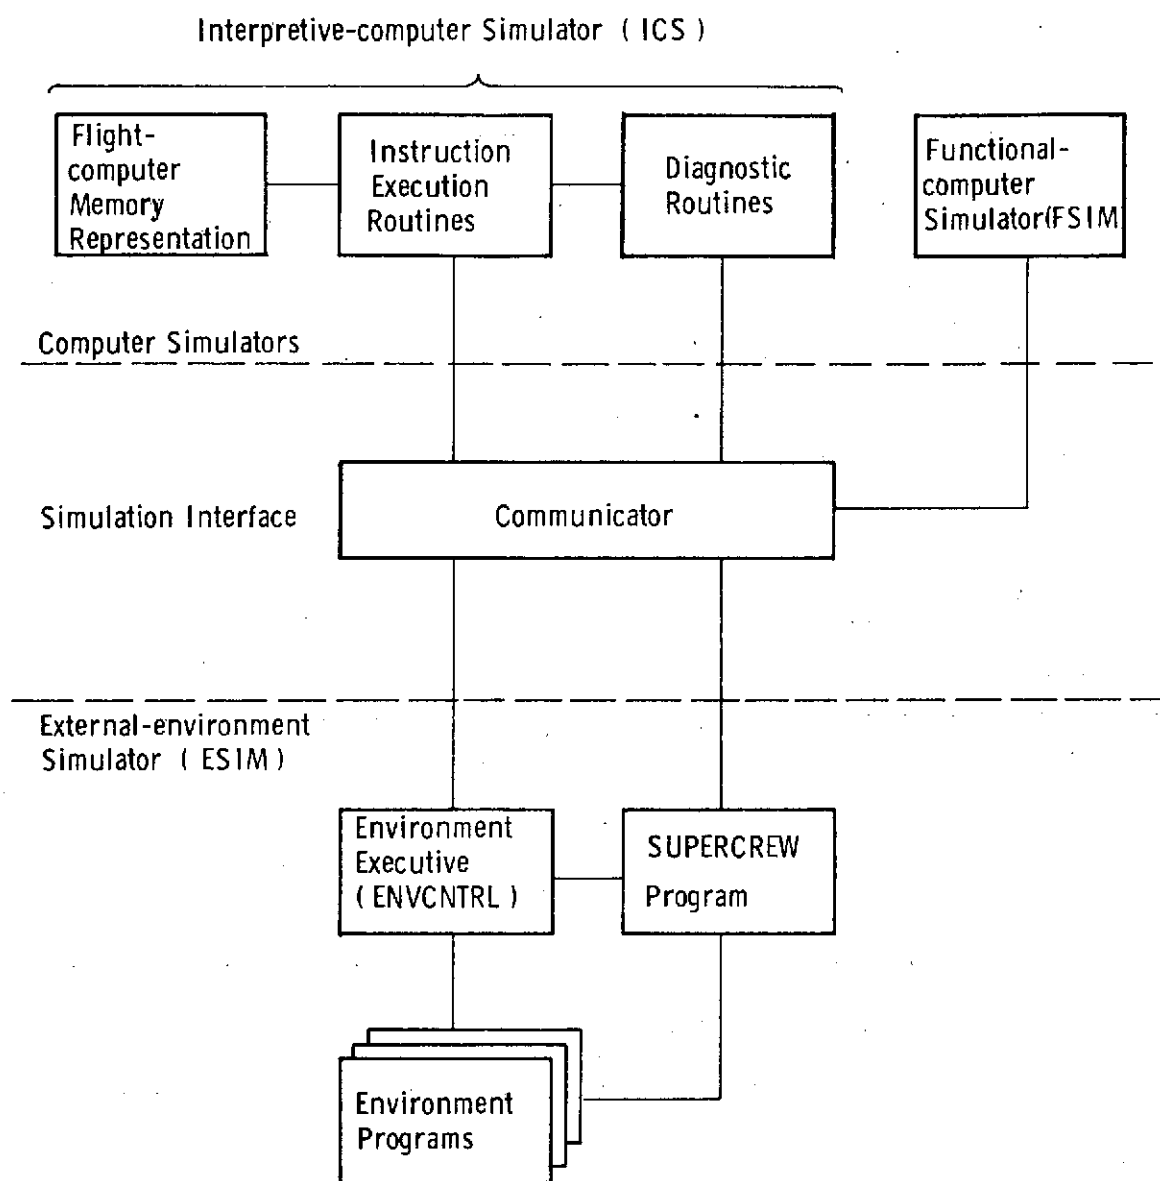 Interpretive-computer Simulator ( ICS )
Flight-
computer
Memory
Representation
Instruction
Execution
Routines
Diagnostic
Routines
Functional-
computer
Simulator(FSIM
Computer Simulators
Simulation Interface
Communicator
External-environment
Simulator ( ESIM )
Environment
Executive
( ENVCNTRL )
SUPERCREW
Program
Environment
Programs